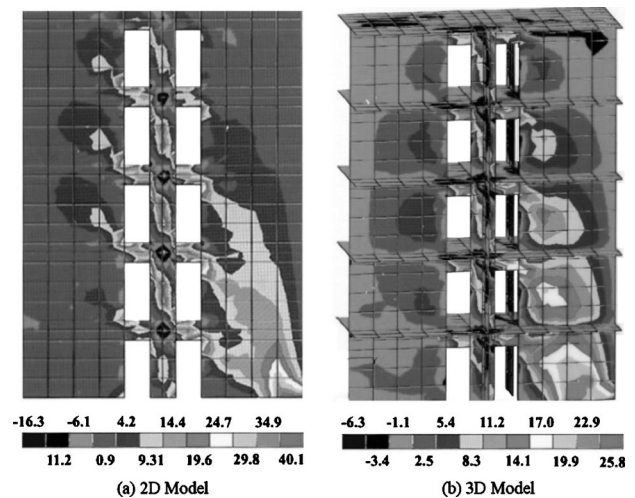 -16.3 -6.1 4.2 14.4 24.7 34.9
11.2 0.9 9.31 19.6 29.8 40.1
(a) 2D Model
-6.3 -1.1 5.4 11.2 17.0 22.9
-3.4 2.5 8.3 14.1 19.9 25.8
(b) 3D Model